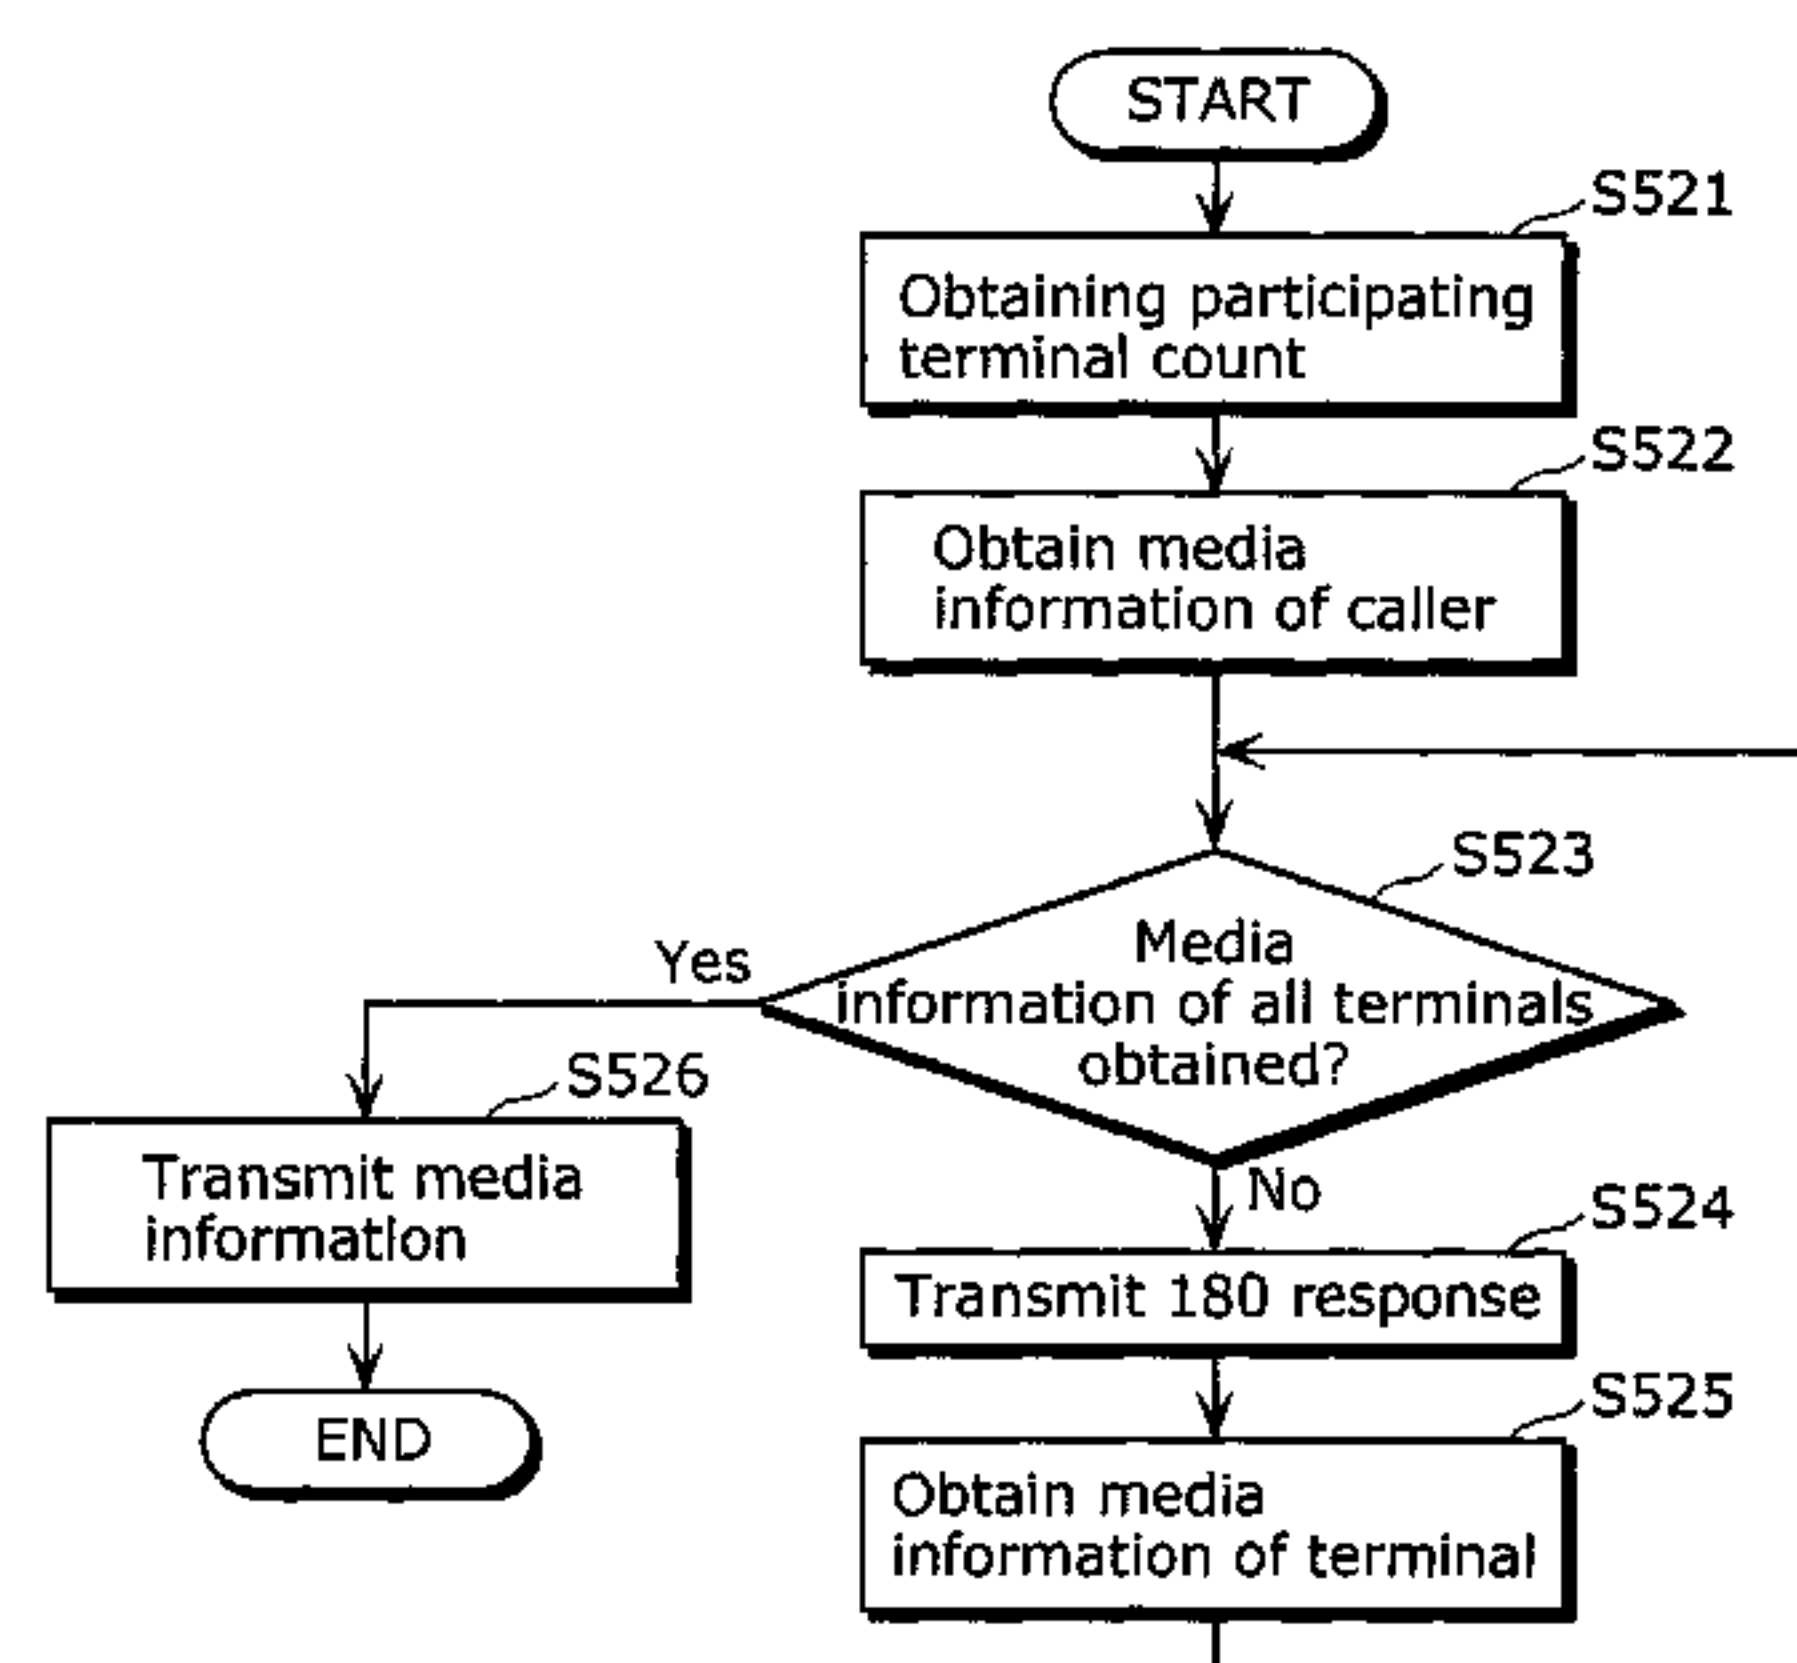 START
S521
Obtaining participating
terminal count
S522
Obtain media
information of caller
S523
Media
information of all terminals
obtained?
Yes
S526
Transmit media
information
END
No
S524
Transmit 180 response
S525
Obtain media
information of terminal